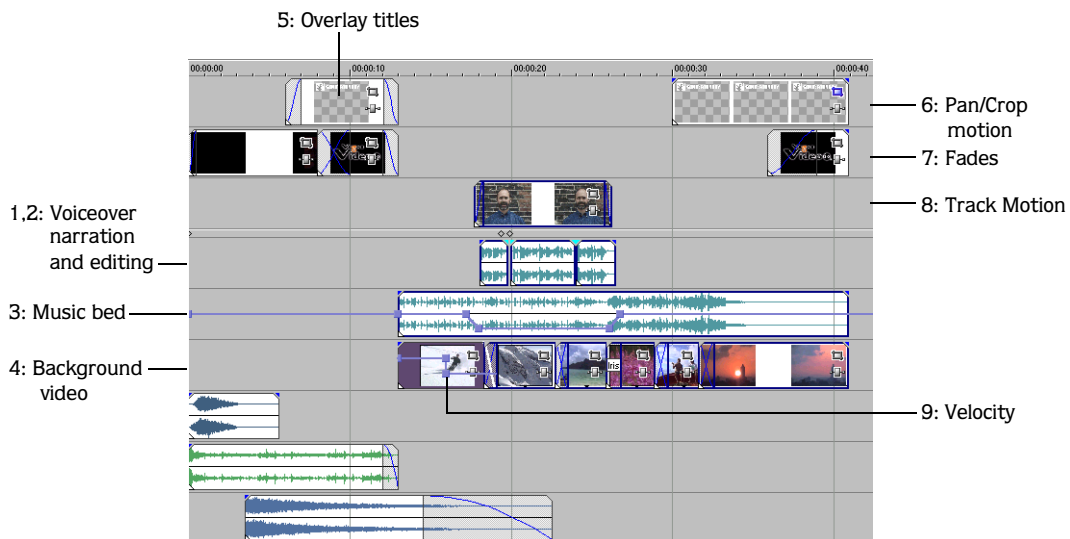 5: Overlay titles
00:00:00
00:00:10
00:00:20
00:00:30
00:00:40
6: Pan/Crop
motion
7: Fades
8: Track Motion
1,2: Voiceover
narration
and editing
3: Music bed
4: Background
video
Iris
9: Velocity